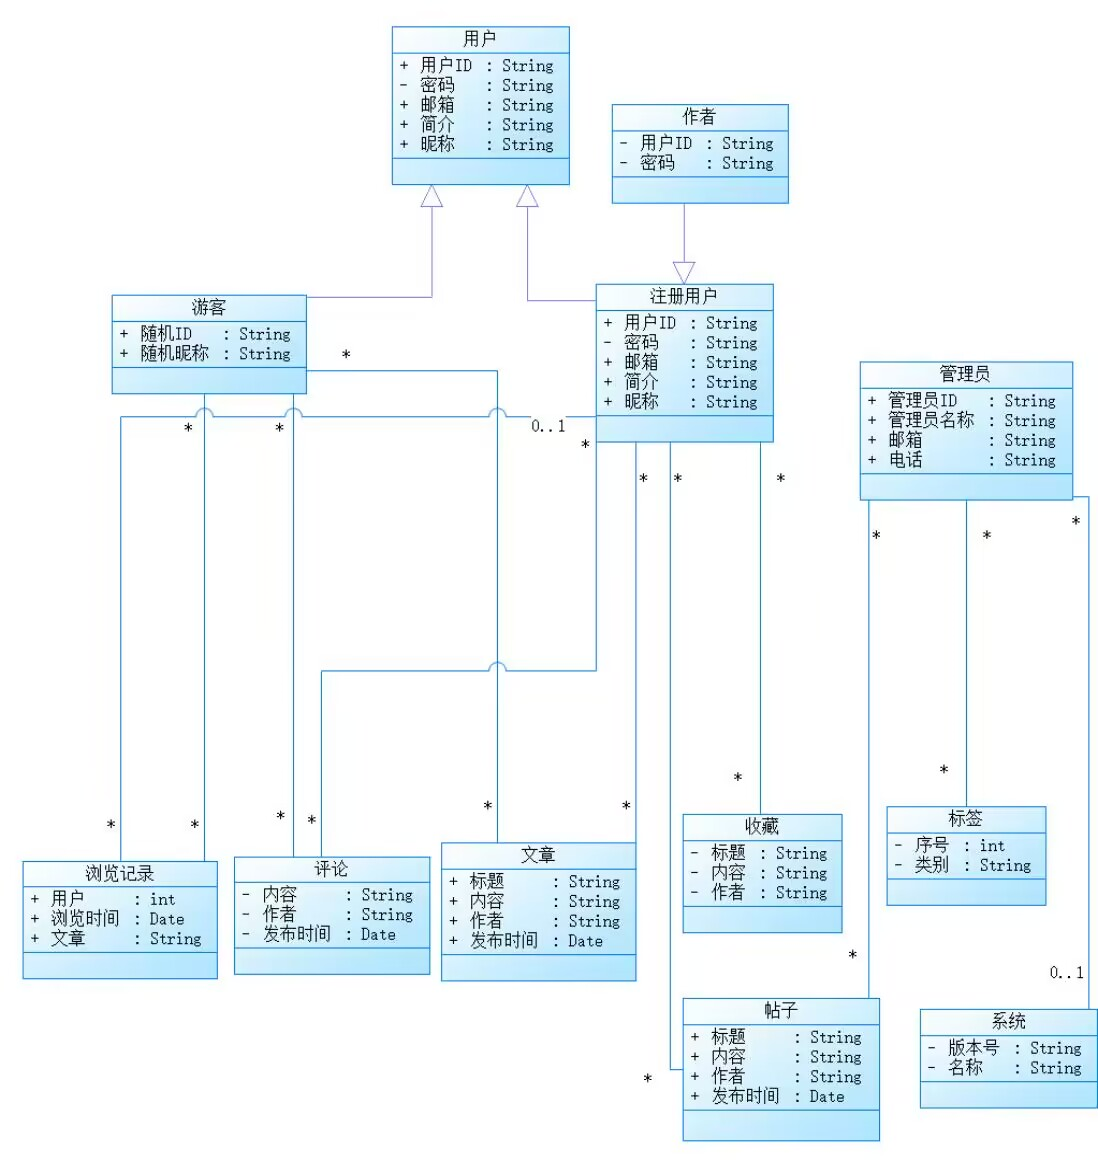 用户
+ 用户ID : String
- 密码 : String
+ 邮箱 : String
+ 简介 : String
+ 昵称 : String
作者
- 用户ID : String
- 密码 : String
游客
+ 随机ID : String
+ 随机昵称 : String
注册用户
+ 用户ID : String
- 密码 : String
+ 邮箱 : String
+ 简介 : String
+ 昵称 : String
管理员
+ 管理员ID : String
+ 管理员名称 : String
+ 邮箱 : String
+ 电话 : String
*
* * 0..1
*
* * *
* * *
* * * * * * *
浏览记录
+ 用户 : int
+ 浏览时间 : Date
+ 文章 : String
评论
- 内容 : String
- 作者 : String
- 发布时间 : Date
文章
+ 标题 : String
+ 内容 : String
+ 作者 : String
+ 发布时间 : Date
收藏
- 标题 : String
- 内容 : String
- 作者 : String
标签
- 序号 : int
- 类别 : String
*
0..1
*
帖子
+ 标题 : String
+ 内容 : String
+ 作者 : String
+ 发布时间 : Date
系统
- 版本号 : String
- 名称 : String